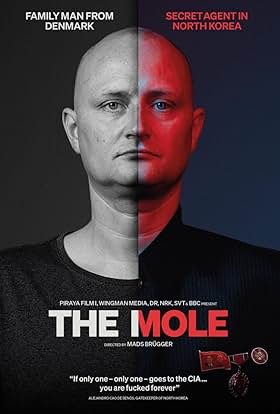 FAMILY MAN FROM
DENMARK
SECRET AGENT IN
NORTH KOREA
PIRAYA FILM I, WINGMAN MEDIA, DR, NRK, SVT & BBC PRESENT
THE MOLE
DIRECTED BY MADS BRÜGGER
"If only one – only one – goes to the CIA ...
you are fucked forever"
ALEJANDRO CAO DE BENOS, GATEKEEPER OF NORTH KOREA